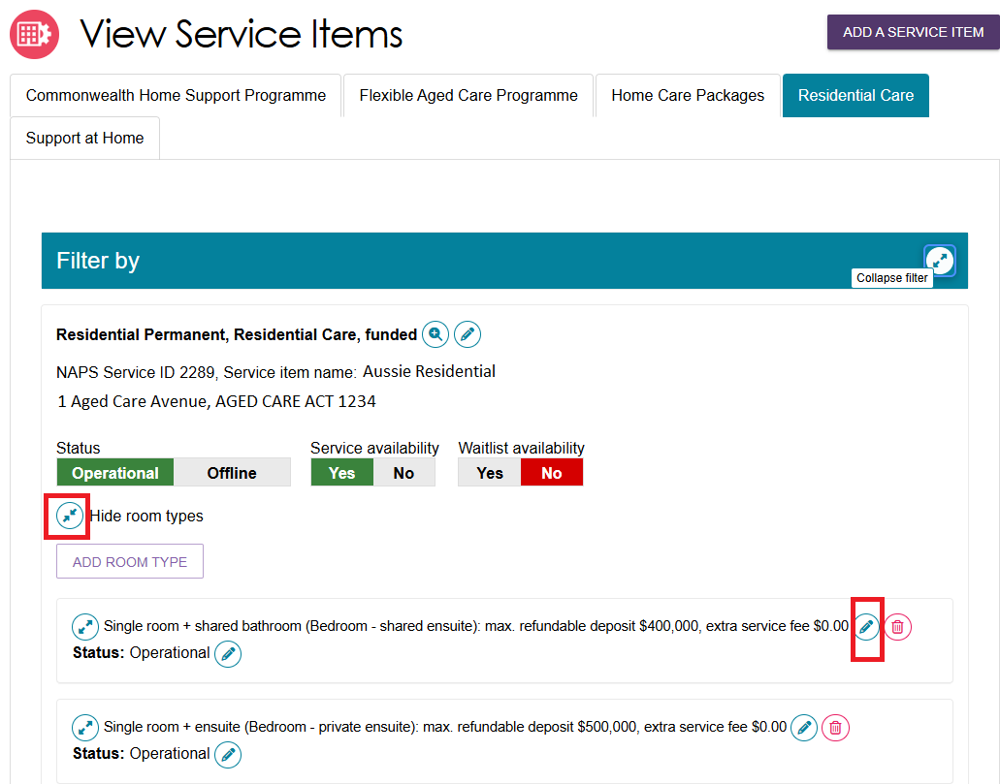 View Service Items
ADD A SERVICE ITEM
Commonwealth Home Support Programme
Flexible Aged Care Programme
Home Care Packages
Residential Care
Support at Home
Filter by
Collapse filter
Residential Permanent, Residential Care, funded
NAPS Service ID 2289, Service item name: Aussie Residential
1 Aged Care Avenue, AGED CARE ACT 1234
Status
Service availability
Waitlist availability
Operational Offline
Yes No
Yes No
Hide room types
ADD ROOM TYPE
Single room + shared bathroom (Bedroom - shared ensuite): max. refundable deposit $400,000, extra service fee $0.00
Status: Operational
Single room + ensuite (Bedroom - private ensuite): max. refundable deposit $500,000, extra service fee $0.00
Status: Operational